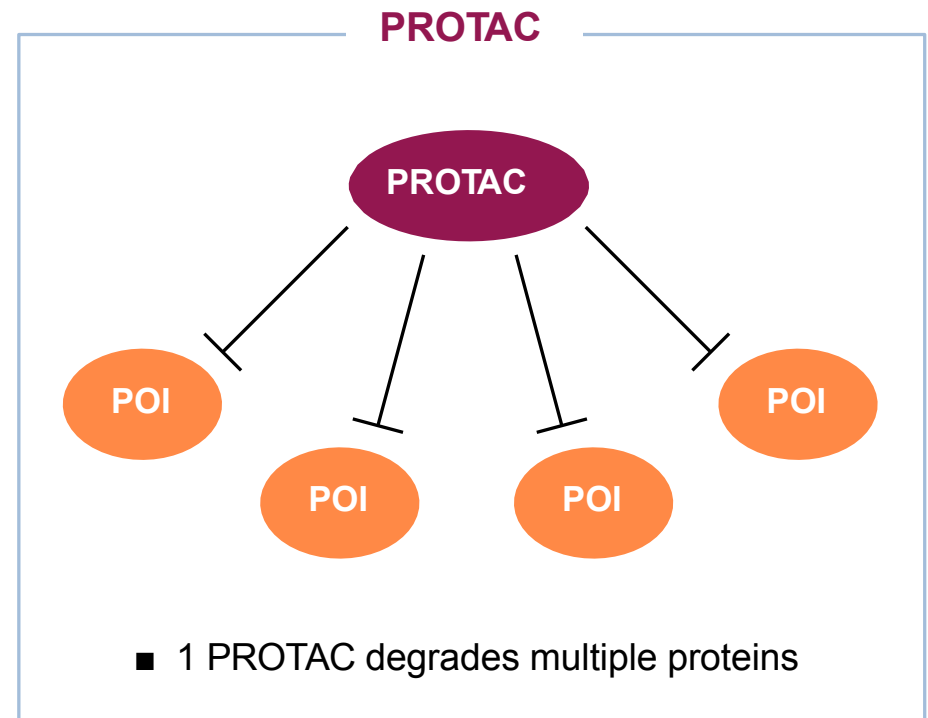 PROTAC
PROTAC
POI
POI
POI
POI
■ 1 PROTAC degrades multiple proteins